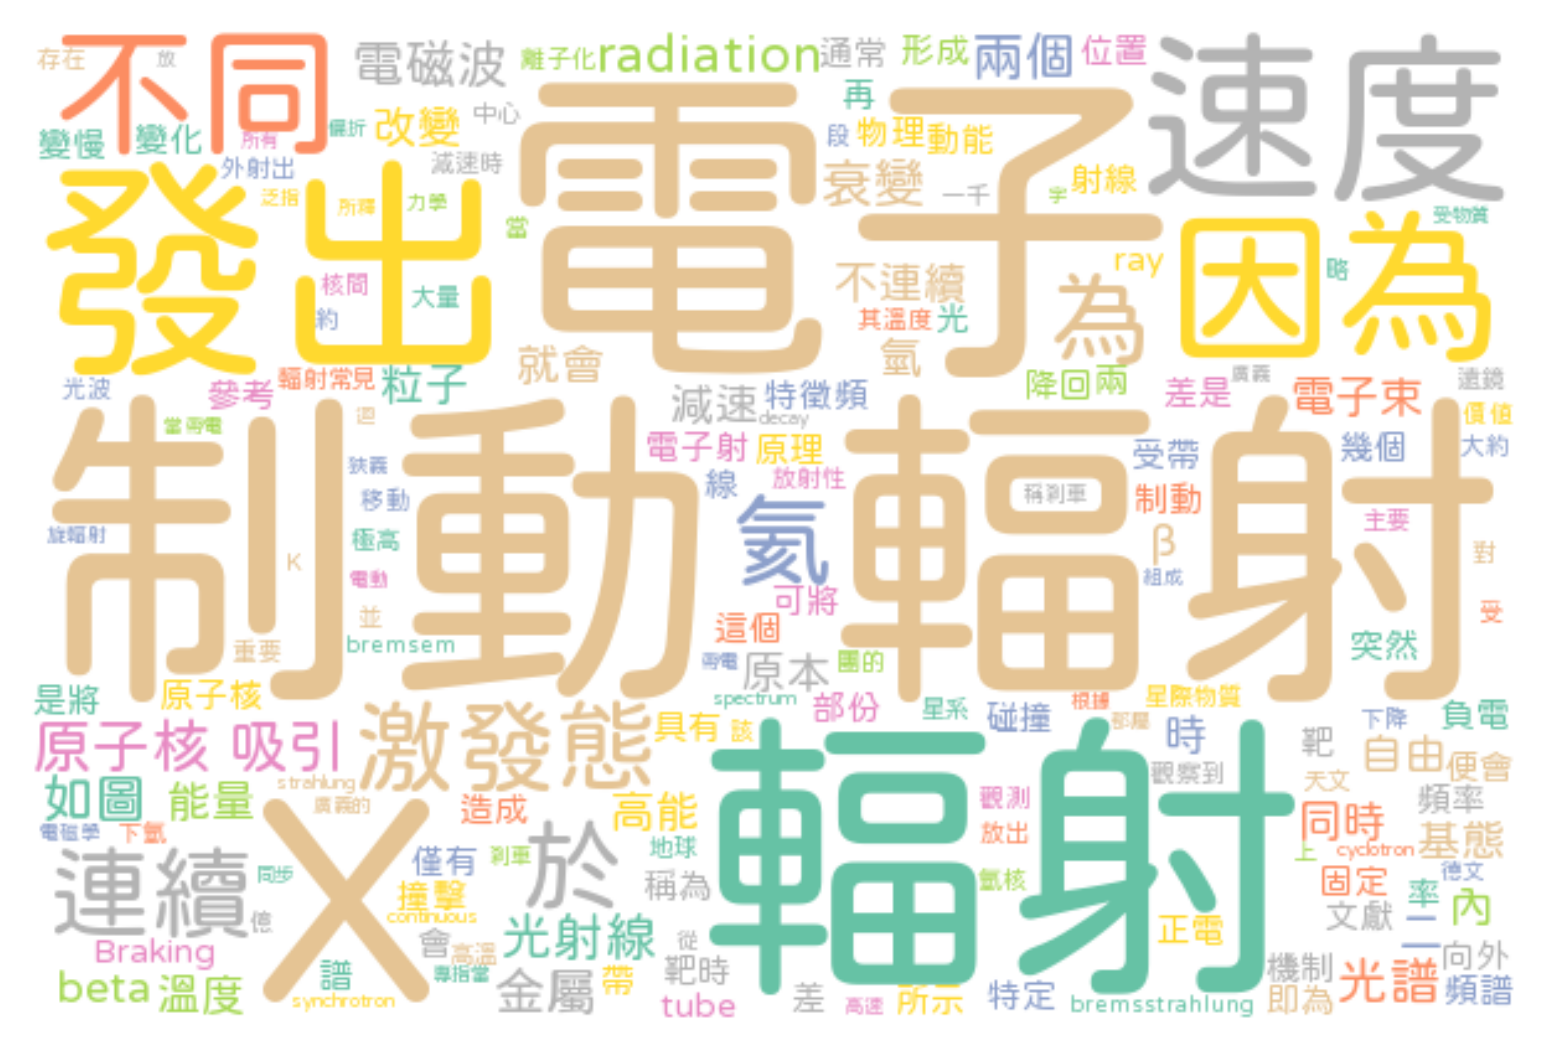 不同
電磁波
離子化
radiation
通常
形成
兩個
位置
速度
存在
放
再
電子
中心
改變
偏折
變慢
變化
所有
段
物理
動能
外射出
減速時
衰變
一千
射線
字
發出
泛指
所釋
力學
當
受物質
因為
核間
大量
約
不連續
為
ray
略
其溫度
光
就會
氫
光波
參考
輻射常見
粒子
降回
兩
差是
廣義
電子束
遠鏡
減速
特徵頻
decay
價值
制動輻射
當兩電
迴
電子射
原理
受帶
幾個
大約
狹義
放射性
線
移動
稱剎車
制動
氦
主要
旋輻射
極高
K
電動
β
組成
對
可將
並
這個
受
bremsem
突然
重要
兩電
原本
團的
是將
原子核
spectrum
部份
星系
根據
星際物質
碰撞
部屬
下降
負電
原子核
吸引
激發態
具有
該
時
靶
自由
便會
輻射
觀察到
天文
strahlung
如圖
能量
廣義的
造成
高能
觀測
頻率
X
同時
電磁學
下氫
放出
cyclotron
上
基態
連續
僅有
剎車
於
地球
同步
稱為
氫核
固定
德文
撞擊
率
內
億
continuous
文獻
二
光射線
正電
Braking
會
高溫
從
向外
譜
專指當
靶時
機制
光譜
beta
溫度
金屬
帶
差
synchrotron
tube
高速
所示
特定
bremsstrahlung
即為
頻譜